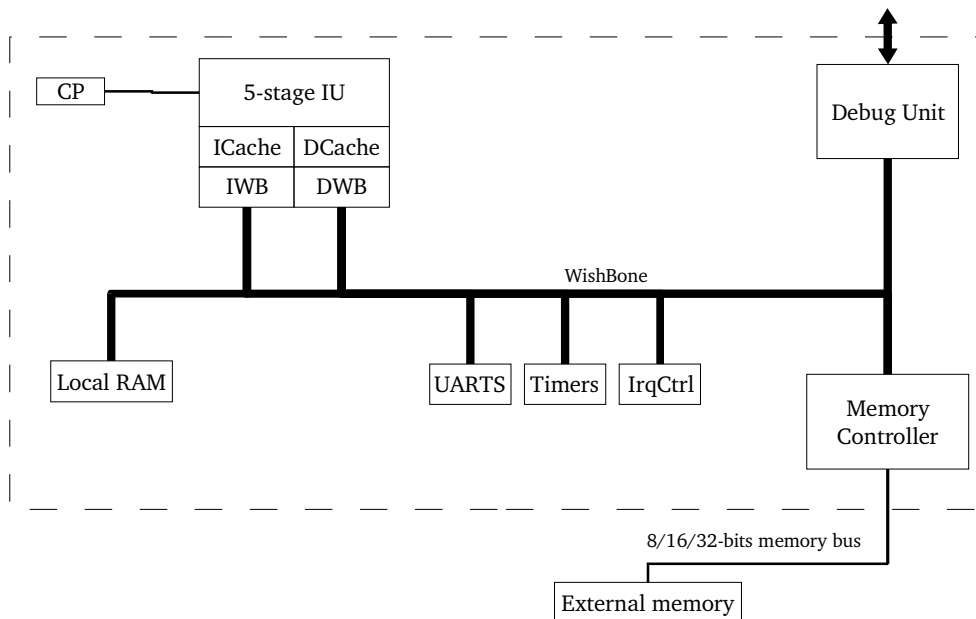 CP
5-stage IU
Debug Unit
ICache
DCache
IWB
DWB
WishBone
Local RAM
UARTS
Timers
IrqCtrl
Memory
Controller
8/16/32-bits memory bus
External memory